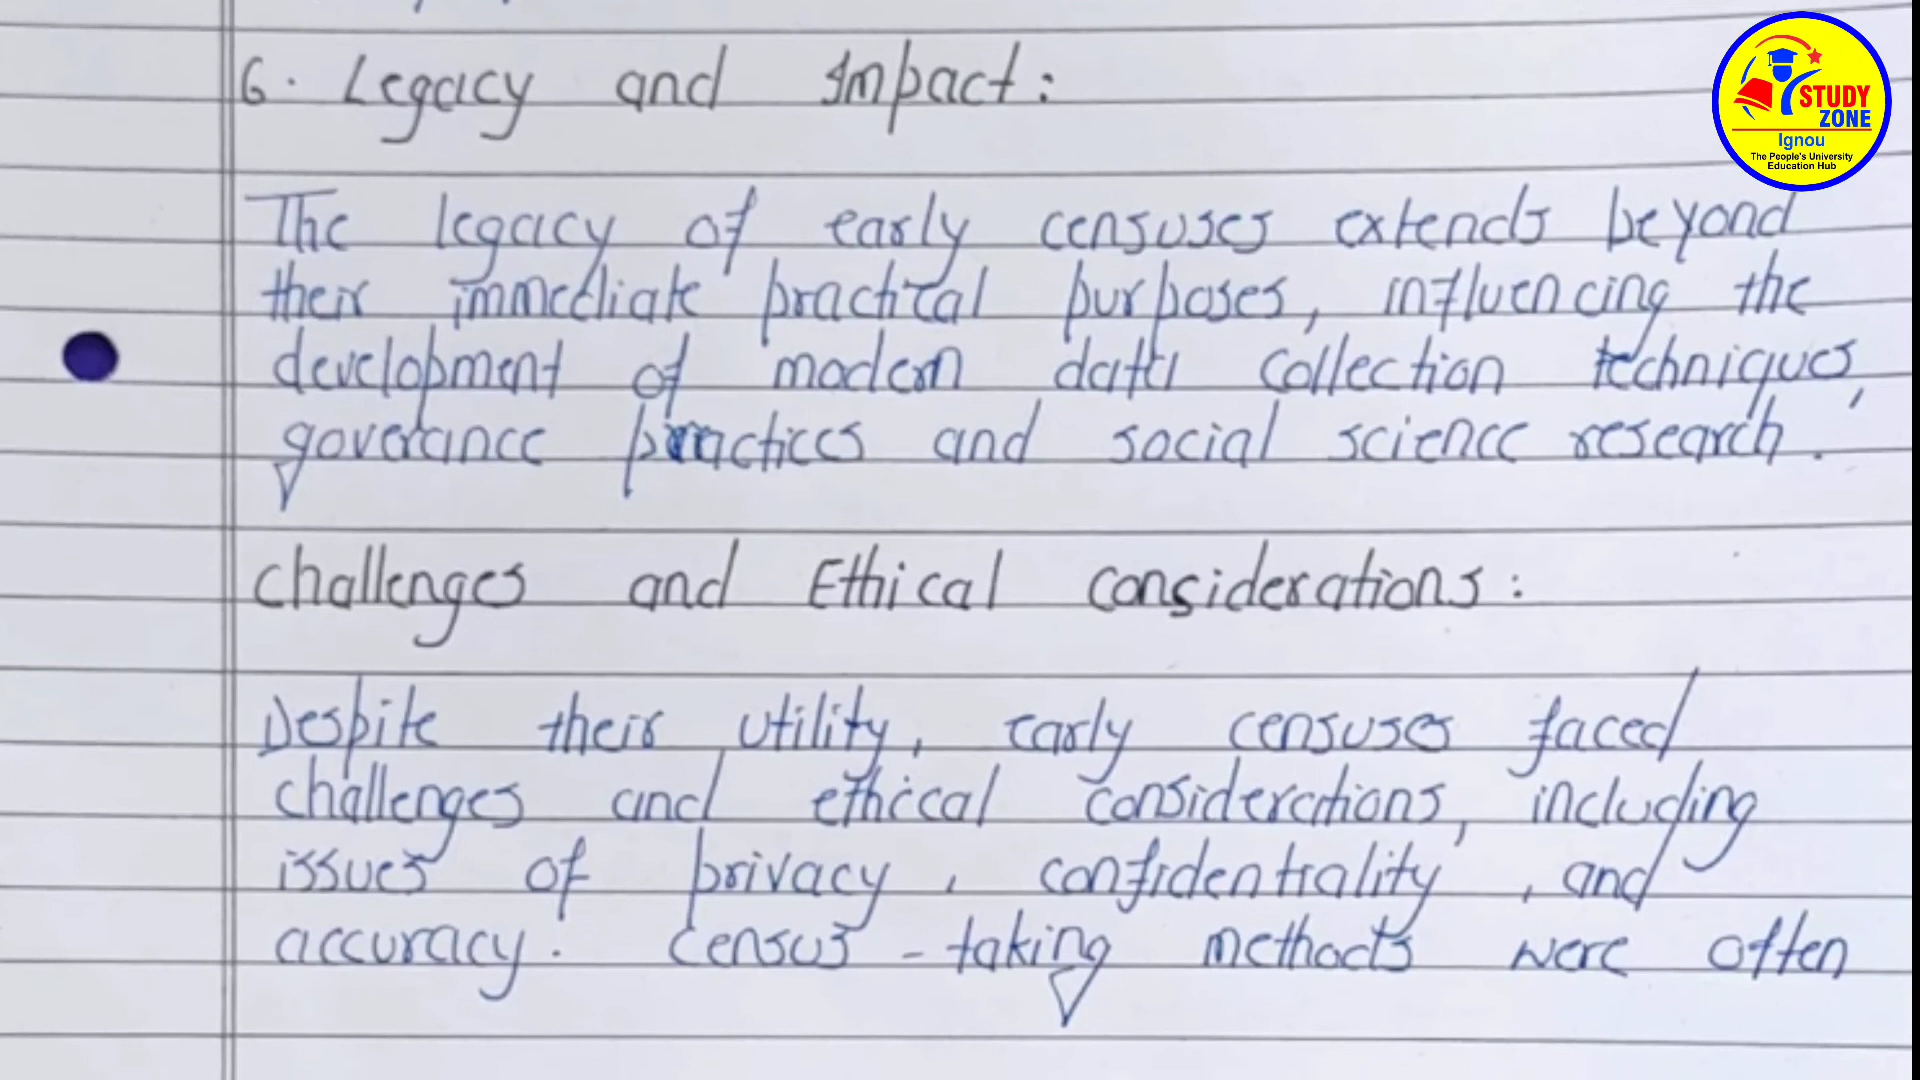 6. Legacy and Impact:
The legacy of early censuses extends beyond
their immediate practical purposes, influencing the
development of modern data collection techniques,
goverance practices and social science research.
Challenges and Ethical Considerations:
Despite their utility, early censuses faced
challenges and ethical considerations, including
issues of privacy, confidentiality, and
accuracy. Census-taking methods were often
STUDY
ZONE
Ignou
The People's University
Education Hub